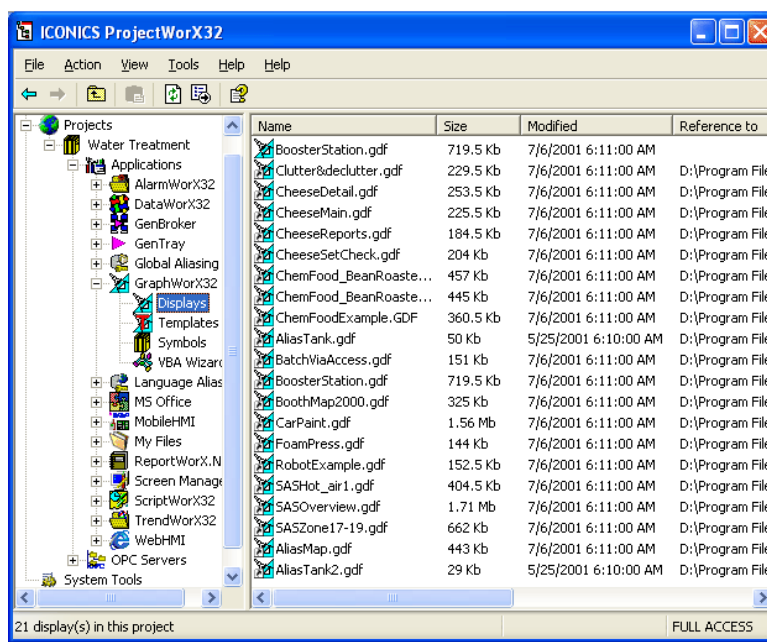 ICONICS ProjectWorX32
File Action View Tools Help Help
Projects
Water Treatment
Applications
AlarmWorX32
DataWorX32
GenBroker
GenTray
Global Aliasing
GraphWorX32
Displays
Templates
Symbols
VBA Wizard
Language Alias
MS Office
MobileHMI
My Files
ReportWorX.N
Screen Manage
ScriptWorX32
TrendWorX32
WebHMI
OPC Servers
System Tools
Name Size Modified Reference to
BoosterStation.gdf 719.5 Kb 7/6/2001 6:11:00 AM
Clutter&declutter.gdf 229.5 Kb 7/6/2001 6:11:00 AM D:\Program File
CheeseDetail.gdf 253.5 Kb 7/6/2001 6:11:00 AM D:\Program File
CheeseMain.gdf 225.5 Kb 7/6/2001 6:11:00 AM D:\Program File
CheeseReports.gdf 184.5 Kb 7/6/2001 6:11:00 AM D:\Program File
CheeseSetCheck.gdf 204 Kb 7/6/2001 6:11:00 AM D:\Program File
ChemFood_BeanRoaste... 457 Kb 7/6/2001 6:11:00 AM D:\Program File
ChemFood_BeanRoaste... 445 Kb 7/6/2001 6:11:00 AM D:\Program File
ChemFoodExample.GDF 360.5 Kb 7/6/2001 6:11:00 AM D:\Program File
AliasTank.gdf 50 Kb 5/25/2001 6:10:00 AM D:\Program File
BatchViaAccess.gdf 151 Kb 7/6/2001 6:11:00 AM D:\Program File
BoosterStation.gdf 719.5 Kb 7/6/2001 6:11:00 AM D:\Program File
BoothMap2000.gdf 325 Kb 7/6/2001 6:11:00 AM D:\Program File
CarPaint.gdf 1.56 Mb 7/6/2001 6:11:00 AM D:\Program File
FoamPress.gdf 144 Kb 7/6/2001 6:11:00 AM D:\Program File
RobotExample.gdf 152.5 Kb 7/6/2001 6:11:00 AM D:\Program File
SASHot_air1.gdf 404.5 Kb 7/6/2001 6:11:00 AM D:\Program File
SASOverview.gdf 1.71 Mb 7/6/2001 6:11:00 AM D:\Program File
SASZone17-19.gdf 662 Kb 7/6/2001 6:11:00 AM D:\Program File
AliasMap.gdf 443 Kb 7/6/2001 6:11:00 AM D:\Program File
AliasTank2.gdf 29 Kb 5/25/2001 6:10:00 AM D:\Program File
21 display(s) in this project FULL ACCESS